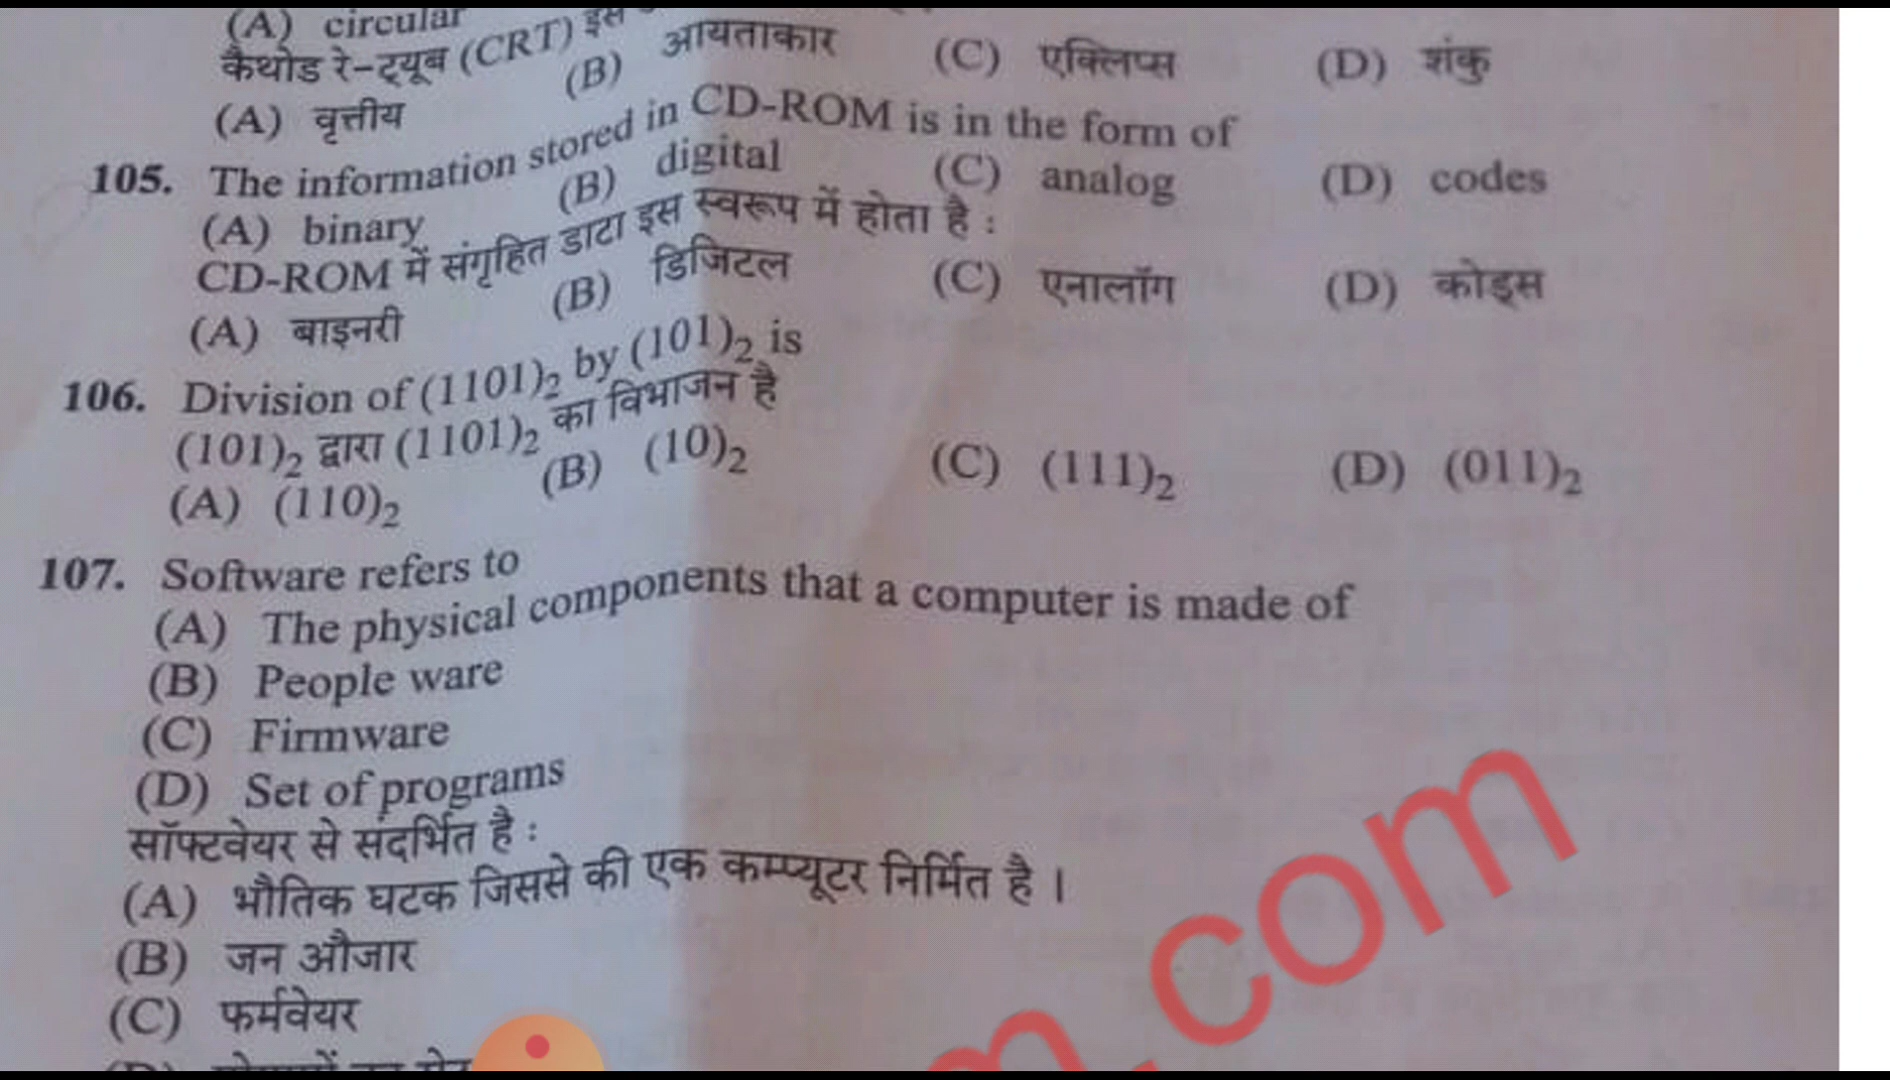 (A) circular
कैथोड रे-ट्यूब (CRT) इस
(A) वृत्तीय (B) आयताकार (C) एक्लिप्स (D) शंकु
105. The information stored in CD-ROM is in the form of
(A) binary (B) digital (C) analog (D) codes
CD-ROM में संगृहित डाटा इस स्वरूप में होता है :
(A) बाइनरी (B) डिजिटल (C) एनालॉग (D) कोड्स
106. Division of (1101)₂ by (101)₂ is
(101)₂ द्वारा (1101)₂ का विभाजन है
(A) (110)₂ (B) (10)₂ (C) (111)₂ (D) (011)₂
107. Software refers to
(A) The physical components that a computer is made of
(B) People ware
(C) Firmware
(D) Set of programs
सॉफ्टवेयर से संदर्भित है :
(A) भौतिक घटक जिससे की एक कम्प्यूटर निर्मित है ।
(B) जन औजार
(C) फर्मवेयर
m.com